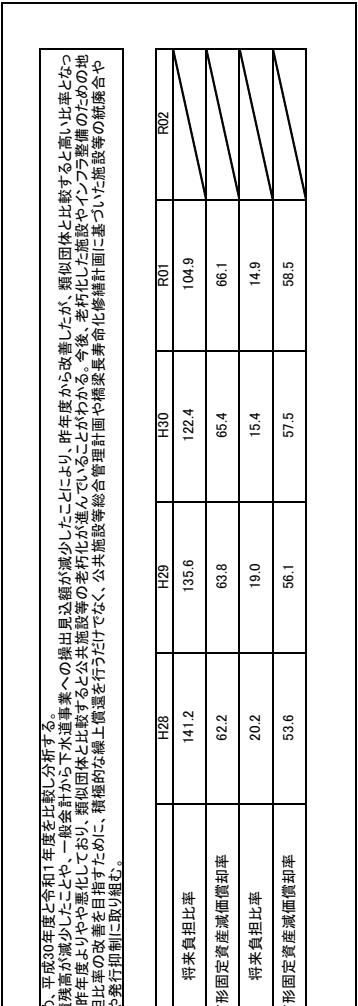 、平成30年度と令和1年度を比較し分析する。
残高が減少したことや、一般会計から下水道事業への繰出見込額が減少したことにより、昨年度から改善したが、類似団体と比較すると高い比率となっ
昨年度よりやや悪化しており、類似団体と比較すると公共施設等の老朽化が進んでいることがわかる。今後、老朽化した施設やインフラ整備のための地
比率の改善を目指すために、積極的な繰上償還を行うだけでなく、公共施設等総合管理計画や橋梁長寿命化修繕計画に基づいた施設等の統廃合や
発行抑制に取り組む。
H28 H29 H30 R01 R02
将来負担比率 141.2 135.6 122.4 104.9
形固定資産減価償却率 62.2 63.8 65.4 66.1
将来負担比率 20.2 19.0 15.4 14.9
形固定資産減価償却率 53.6 56.1 57.5 58.5